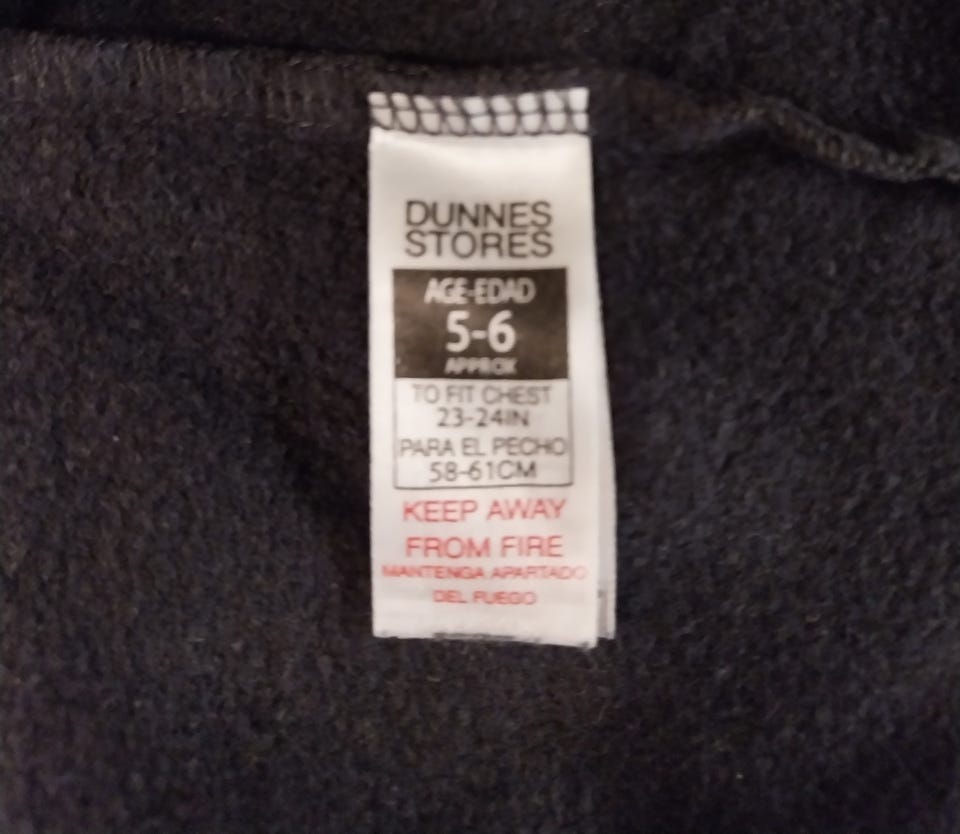 DUNNES
STORES
AGE-EDAD
5-6
APPROX
TO FIT CHEST
23-24IN
PARA EL PECHO
58-61CM
KEEP AWAY
FROM FIRE
MANTENGA APARTADO
DEL FUEGO